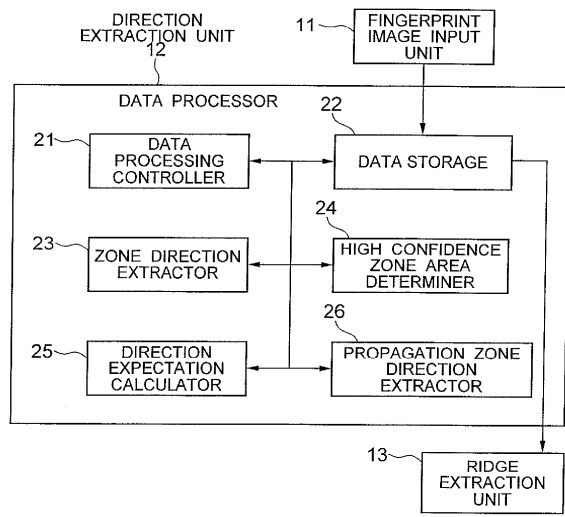 DIRECTION
EXTRACTION UNIT
12
11
FINGERPRINT
IMAGE INPUT
UNIT
DATA PROCESSOR
21
DATA
PROCESSING
CONTROLLER
22
DATA STORAGE
23
ZONE DIRECTION
EXTRACTOR
24
HIGH CONFIDENCE
ZONE AREA
DETERMINER
25
DIRECTION
EXPECTATION
CALCULATOR
26
PROPAGATION ZONE
DIRECTION
EXTRACTOR
13
RIDGE
EXTRACTION
UNIT